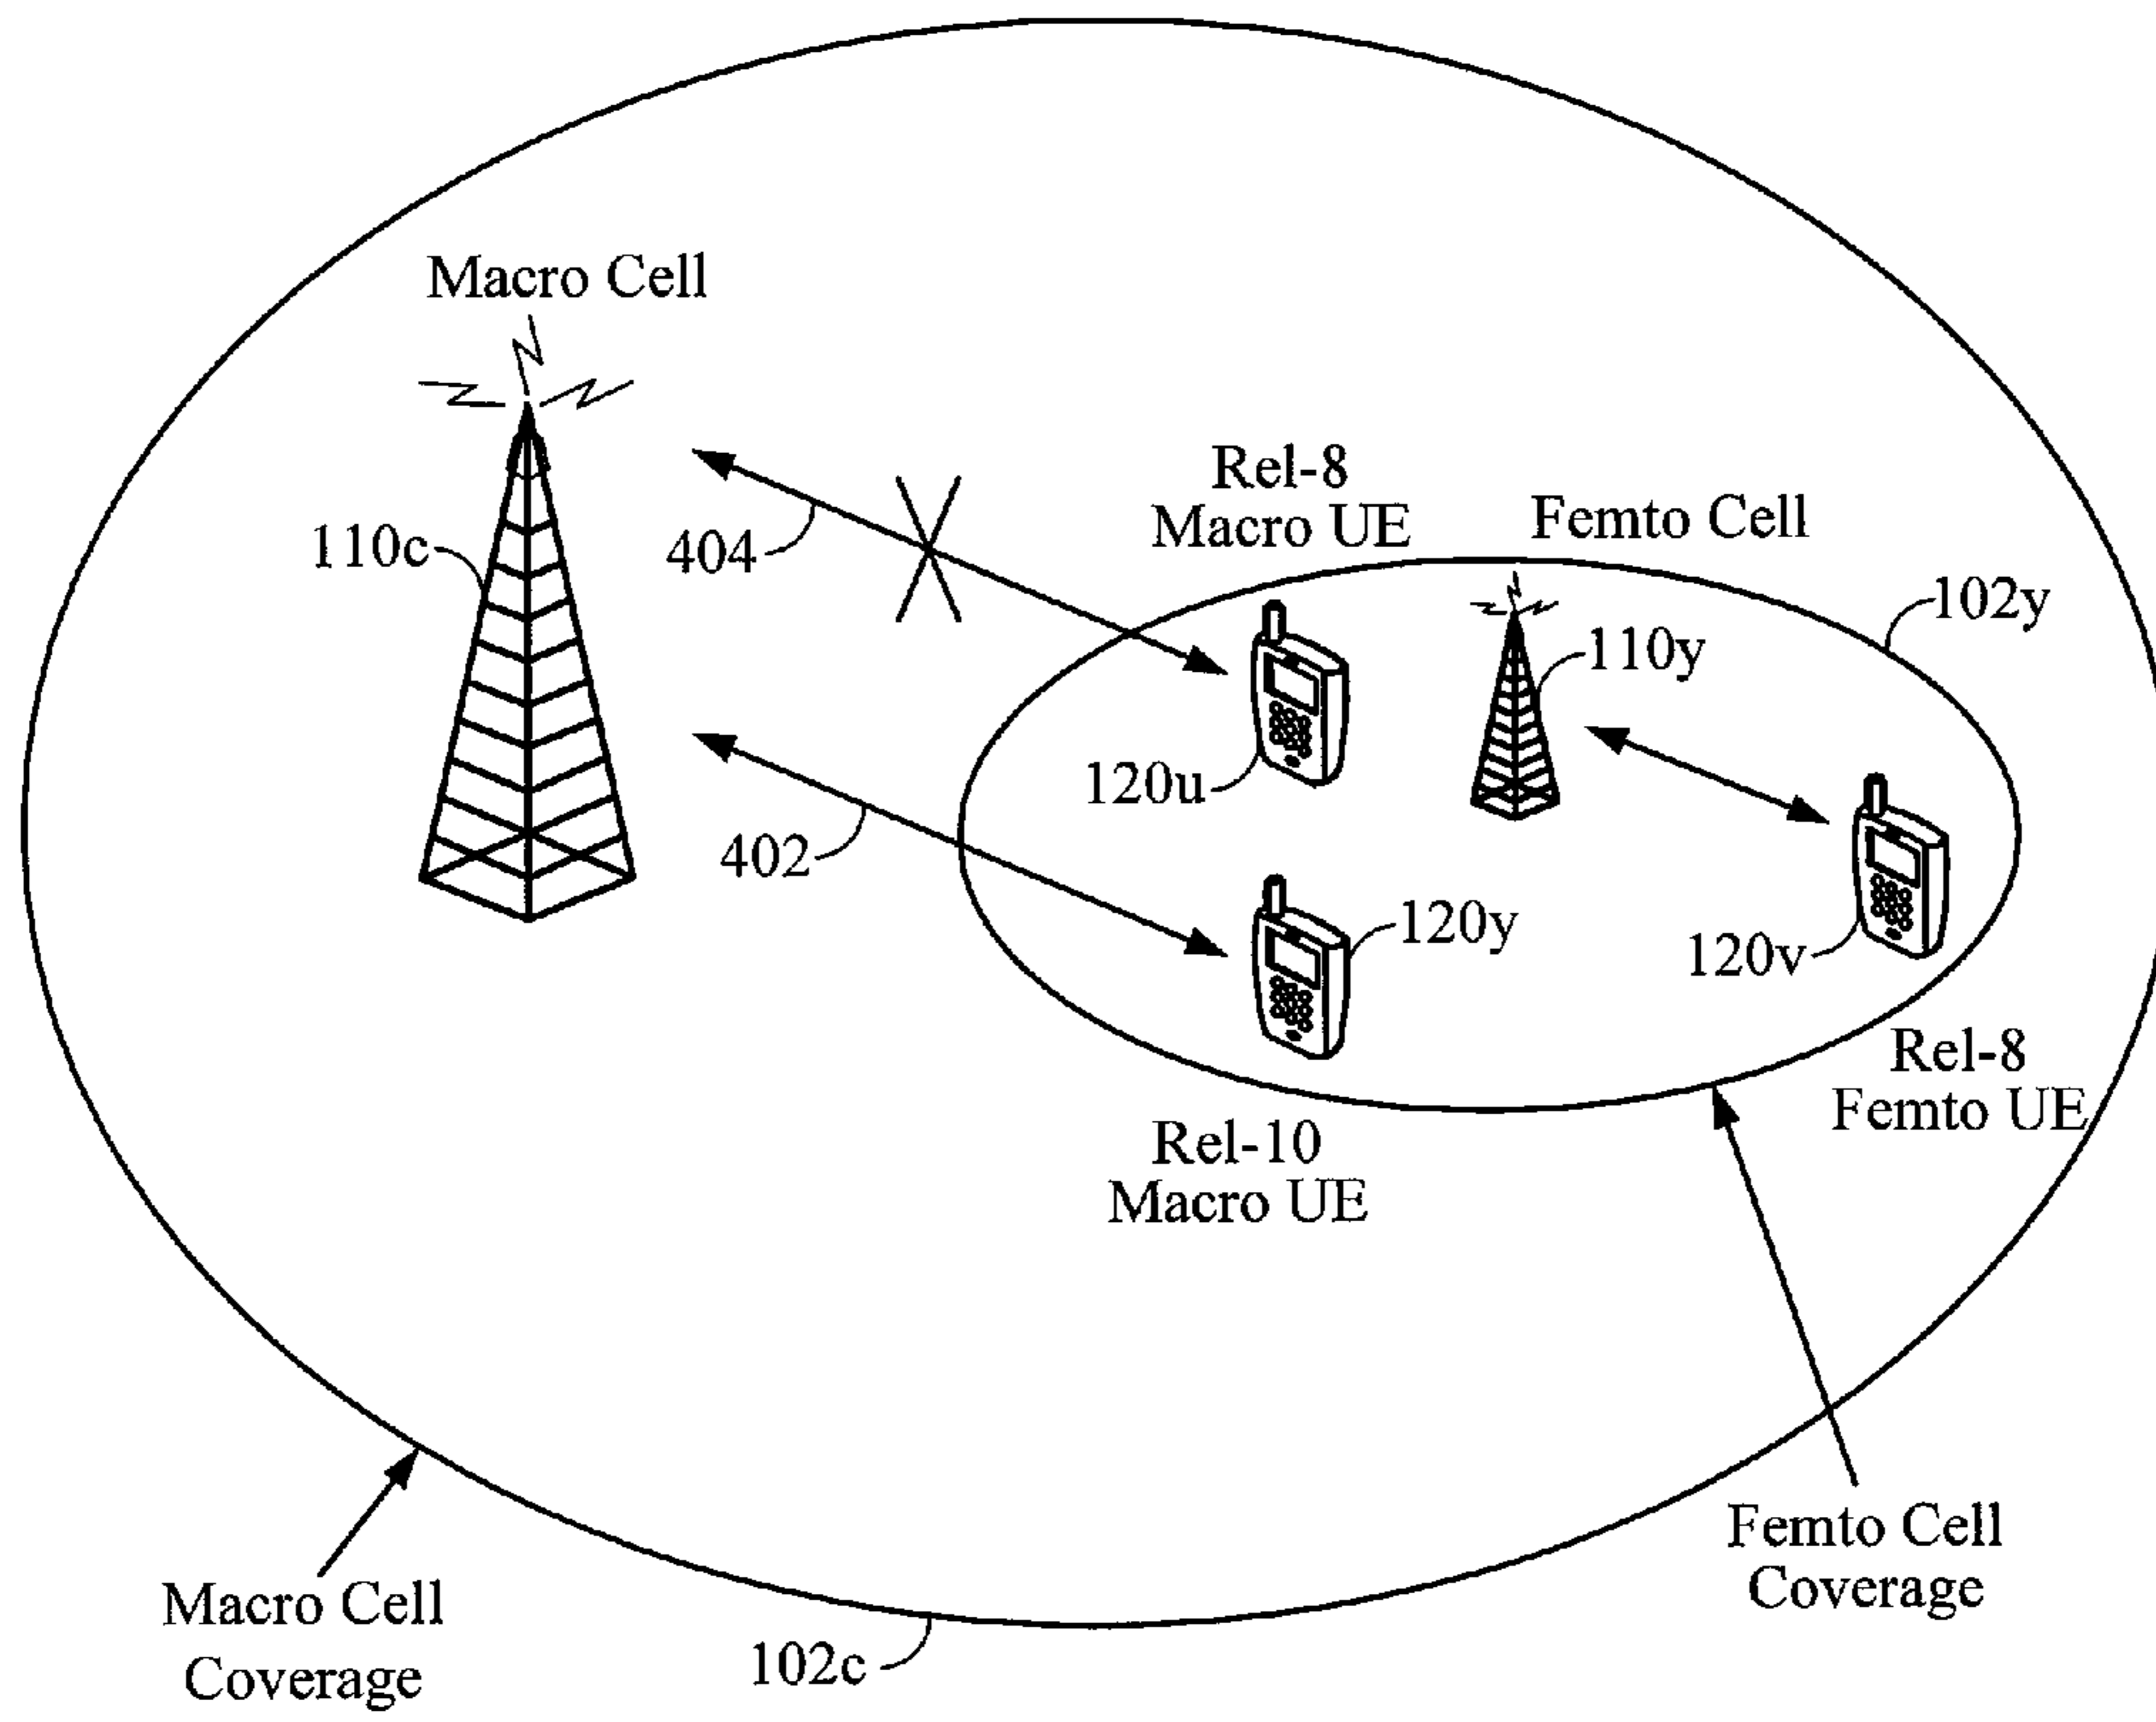 Macro Cell
110c
404
402
Rel-8
Macro UE
Femto Cell
102y
110y
120u
120y
120v
Rel-8
Femto UE
Rel-10
Macro UE
Femto Cell
Coverage
Macro Cell
Coverage
102c